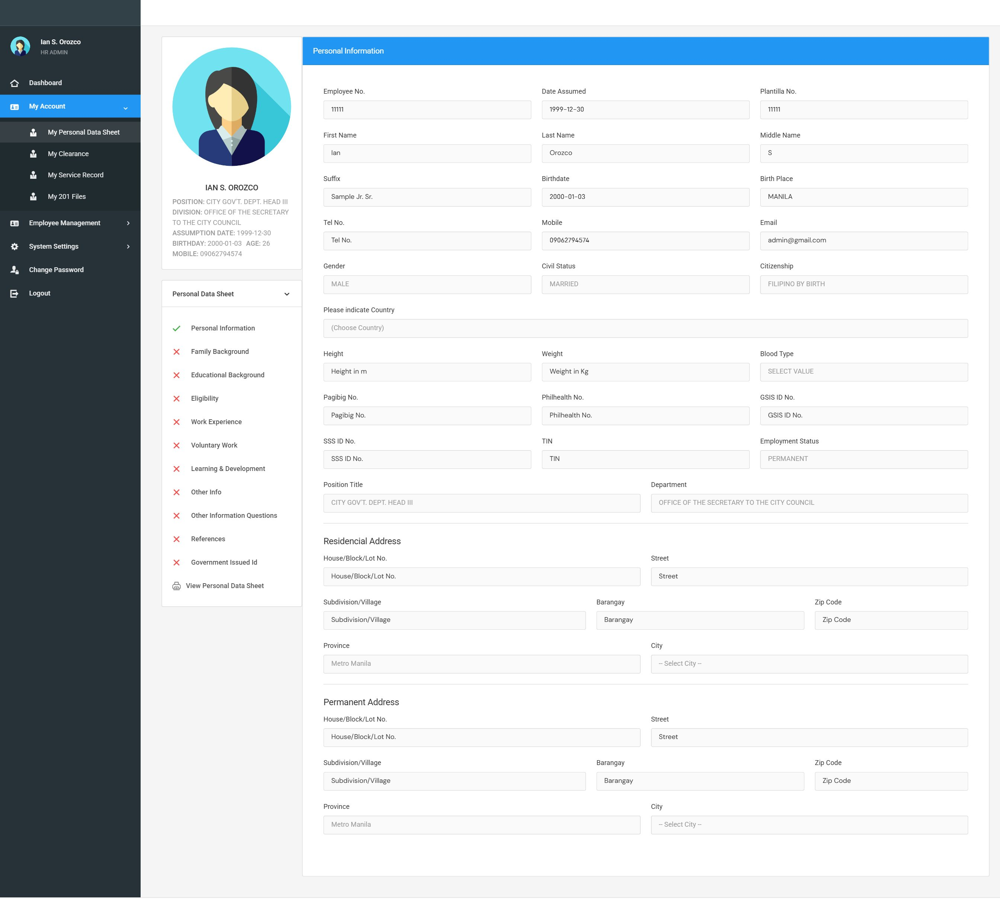 Ian S. Orozco
HR ADMIN
Dashboard
My Account
My Personal Data Sheet
My Clearance
My Service Record
My 201 Files
Employee Management
System Settings
Change Password
Logout
IAN S. OROZCO
POSITION: CITY GOV'T. DEPT. HEAD III
DIVISION: OFFICE OF THE SECRETARY
TO THE CITY COUNCIL
ASSUMPTION DATE: 1999-12-30
BIRTHDAY: 2000-01-03 AGE: 26
MOBILE: 09062794574
Personal Data Sheet
Personal Information
Family Background
Educational Background
Eligibility
Work Experience
Voluntary Work
Learning & Development
Other Info
Other Information Questions
References
Government Issued Id
View Personal Data Sheet
Personal Information
Employee No. Date Assumed Plantilla No.
11111 1999-12-30 11111
First Name Last Name Middle Name
Ian Orozco S
Suffix Birthdate Birth Place
Sample Jr. Sr. 2000-01-03 MANILA
Tel No. Mobile Email
Tel No. 09062794574 admin@gmail.com
Gender Civil Status Citizenship
MALE MARRIED FILIPINO BY BIRTH
Please indicate Country
(Choose Country)
Height Weight Blood Type
Height in m Weight in Kg SELECT VALUE
Pagibig No. Philhealth No. GSIS ID No.
Pagibig No. Philhealth No. GSIS ID No.
SSS ID No. TIN Employment Status
SSS ID No. TIN PERMANENT
Position Title Department
CITY GOV'T. DEPT. HEAD III OFFICE OF THE SECRETARY TO THE CITY COUNCIL
Residencial Address
House/Block/Lot No. Street
House/Block/Lot No. Street
Subdivision/Village Barangay Zip Code
Subdivision/Village Barangay Zip Code
Province City
Metro Manila -- Select City --
Permanent Address
House/Block/Lot No. Street
House/Block/Lot No. Street
Subdivision/Village Barangay Zip Code
Subdivision/Village Barangay Zip Code
Province City
Metro Manila -- Select City --